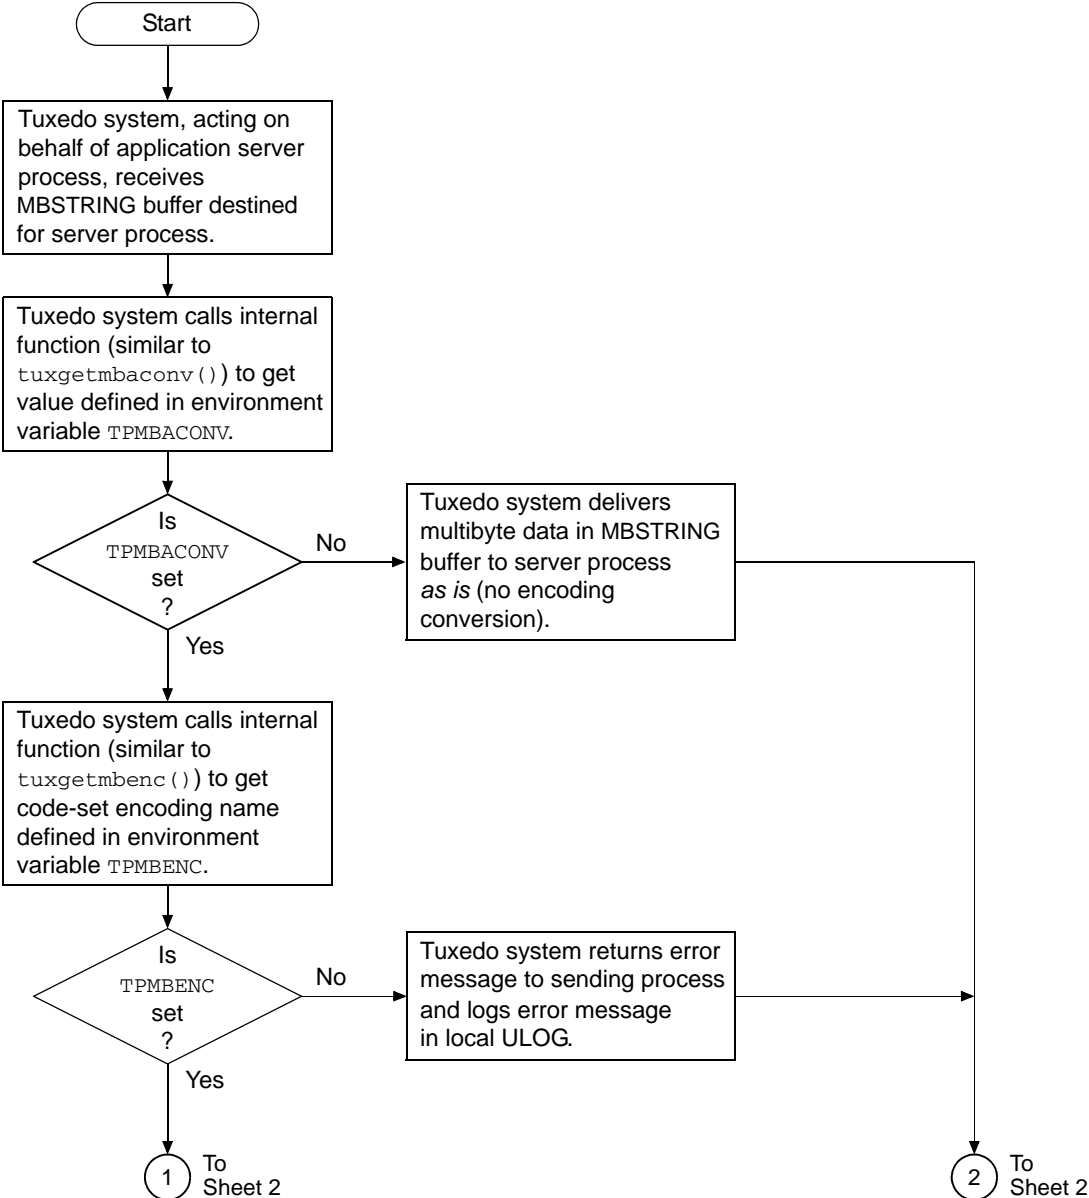 Start
Tuxedo system, acting on
behalf of application server
process, receives
MBSTRING buffer destined
for server process.
Tuxedo system calls internal
function (similar to
tuxgetmbaconv()) to get
value defined in environment
variable TPMBACONV.
Is
TPMBACONV
set
?
No
Tuxedo system delivers
multibyte data in MBSTRING
buffer to server process
as is (no encoding
conversion).
Yes
Tuxedo system calls internal
function (similar to
tuxgetmbenc()) to get
code-set encoding name
defined in environment
variable TPMBENC.
Is
TPMBENC
set
?
No
Tuxedo system returns error
message to sending process
and logs error message
in local ULOG.
Yes
1
To
Sheet 2
2
To
Sheet 2